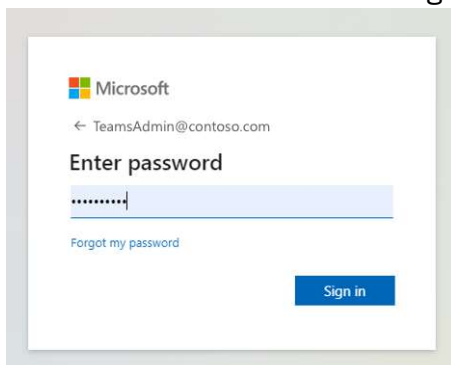 Microsoft
← TeamsAdmin@contoso.com
Enter password
••••••••••
Forgot my password
Sign in